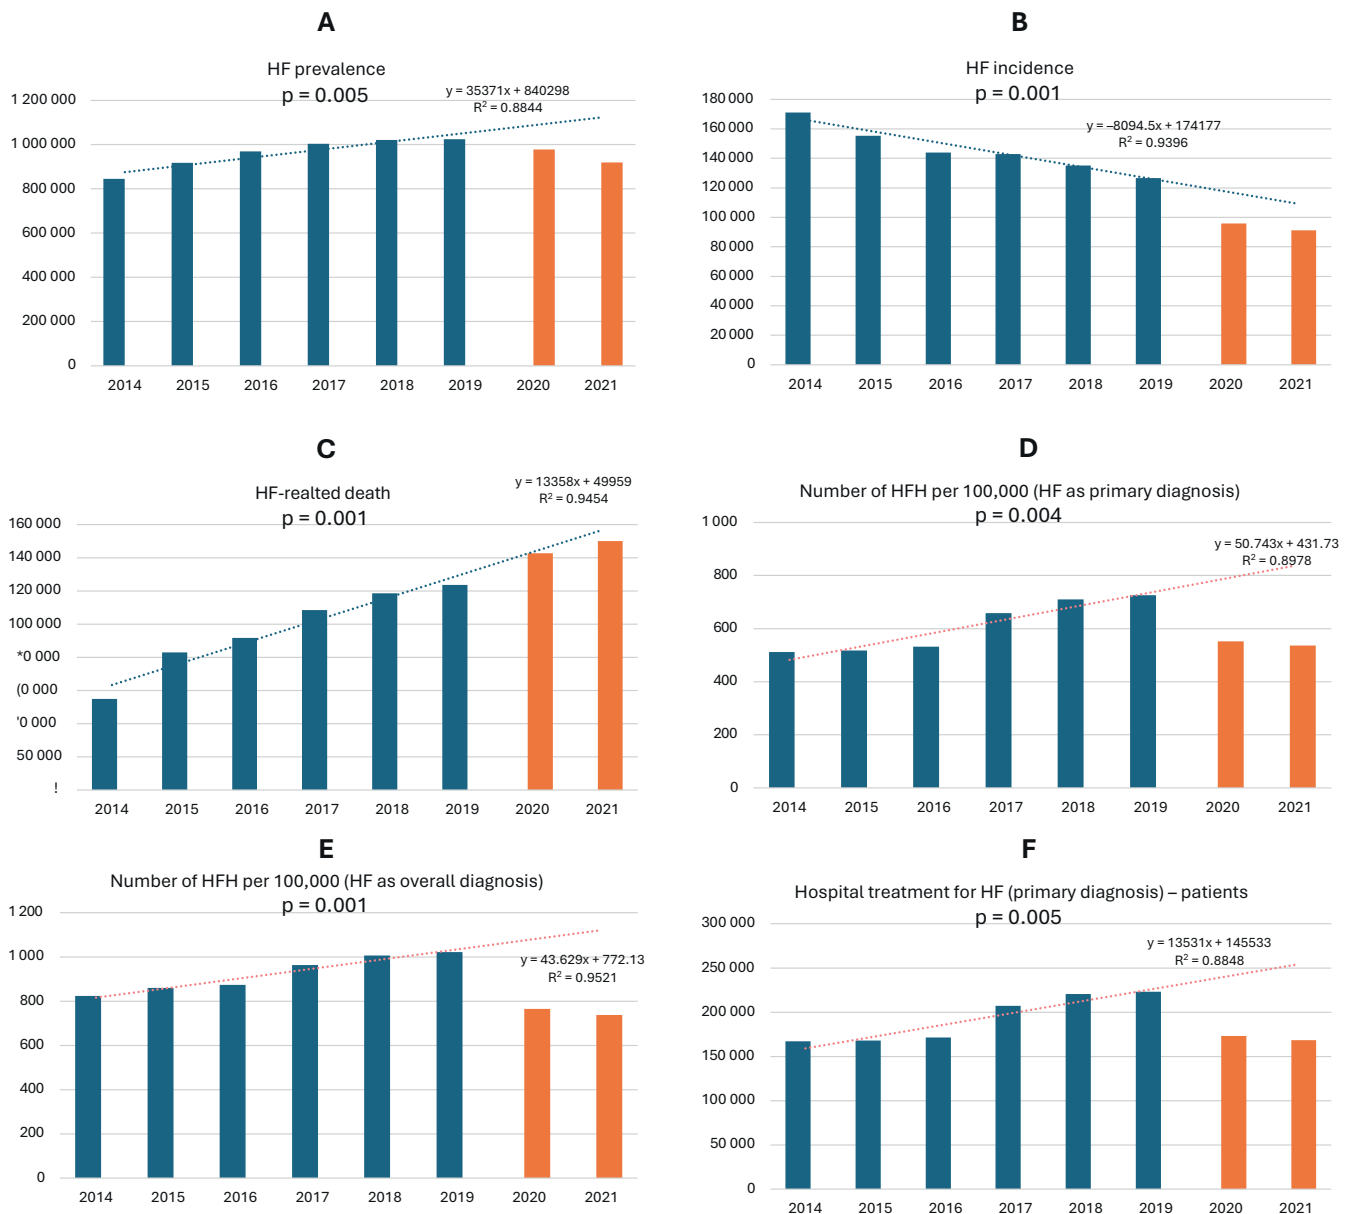 A
HF prevalence
p = 0.005
y = 35371x + 840298
R² = 0.8844
1 200 000
1 000 000
800 000
600 000
400 000
200 000
0
2014 2015 2016 2017 2018 2019 2020 2021
B
HF incidence
p = 0.001
y = –8094.5x + 174177
R² = 0.9396
180 000
160 000
140 000
120 000
100 000
80 000
60 000
40 000
20 000
0
2014 2015 2016 2017 2018 2019 2020 2021
C
HF-realted death
p = 0.001
y = 13358x + 49959
R² = 0.9454
160 000
140 000
120 000
100 000
*0 000
(0 000
'0 000
50 000
!
2014 2015 2016 2017 2018 2019 2020 2021
D
Number of HFH per 100,000 (HF as primary diagnosis)
p = 0.004
y = 50.743x + 431.73
R² = 0.8978
1 000
800
600
400
200
0
2014 2015 2016 2017 2018 2019 2020 2021
E
Number of HFH per 100,000 (HF as overall diagnosis)
p = 0.001
y = 43.629x + 772.13
R² = 0.9521
1 200
1 000
800
600
400
200
0
2014 2015 2016 2017 2018 2019 2020 2021
F
Hospital treatment for HF (primary diagnosis) – patients
p = 0.005
y = 13531x + 145533
R² = 0.8848
300 000
250 000
200 000
150 000
100 000
50 000
0
2014 2015 2016 2017 2018 2019 2020 2021